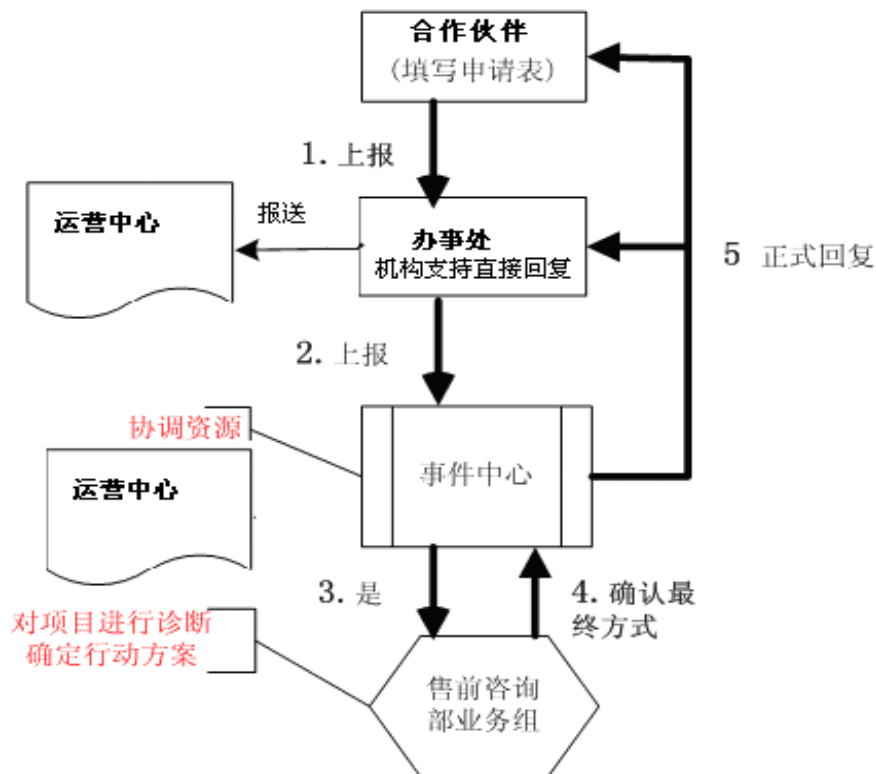 合作伙伴
(填写申请表)
1. 上报
运营中心
报送
办事处
机构支持直接回复
5 正式回复
2. 上报
协调资源
运营中心
事件中心
3. 是
4. 确认最
终方式
对项目进行诊断
确定行动方案
售前咨询
部业务组